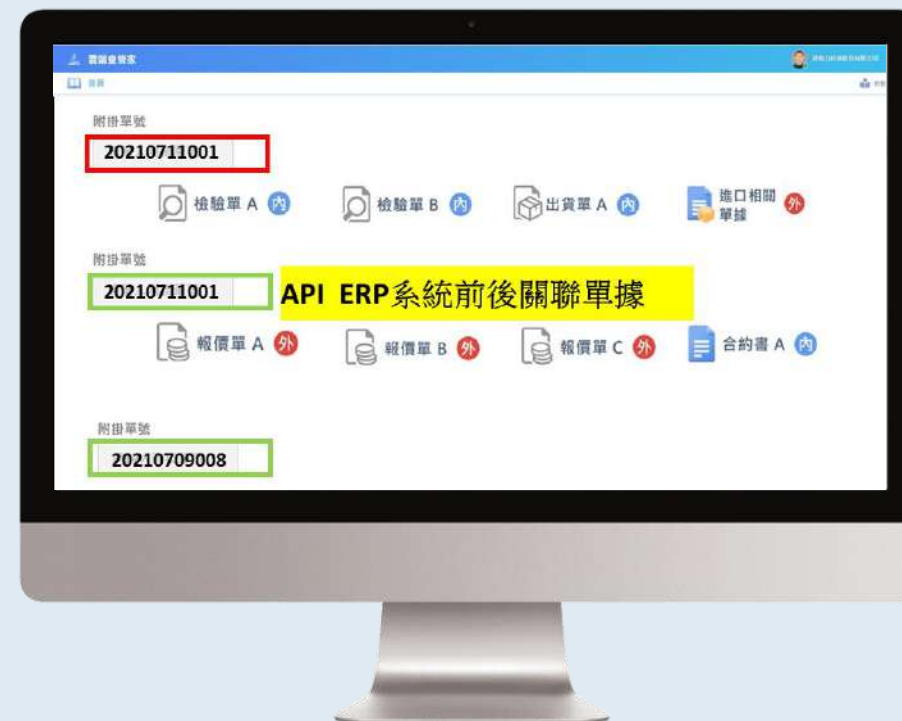 附掛單號
20210711001
檢驗單 A 內
檢驗單 B 內
出貨單 A 內
進口相關
單據
外
附掛單號
20210711001
API ERP系統前後關聯單據
報價單 A 外
報價單 B 外
報價單 C 外
合約書 A 內
附掛單號
20210709008